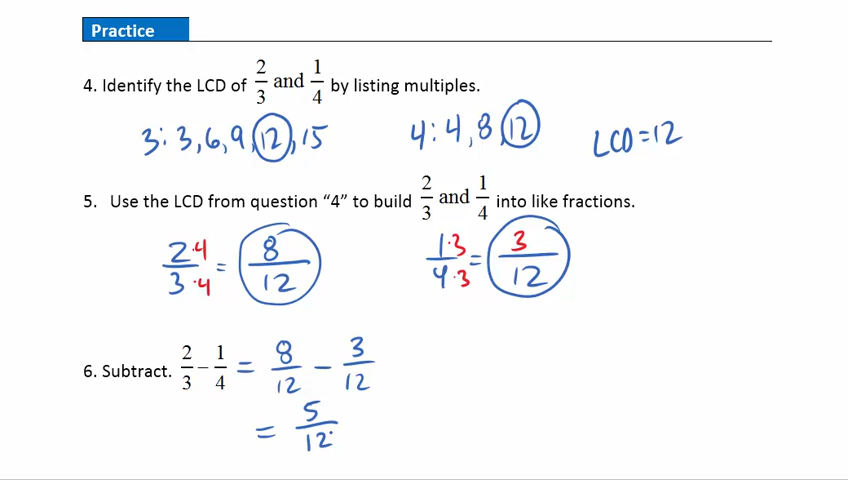 Practice
4. Identify the LCD of 2/3 and 1/4 by listing multiples.
3: 3, 6, 9, 12, 15 4: 4, 8, 12 LCD=12
5. Use the LCD from question “4” to build 2/3 and 1/4 into like fractions.
2·4/3·4 = 8/12 1·3/4·3 = 3/12
6. Subtract. 2/3 − 1/4 = 8/12 − 3/12
= 5/12